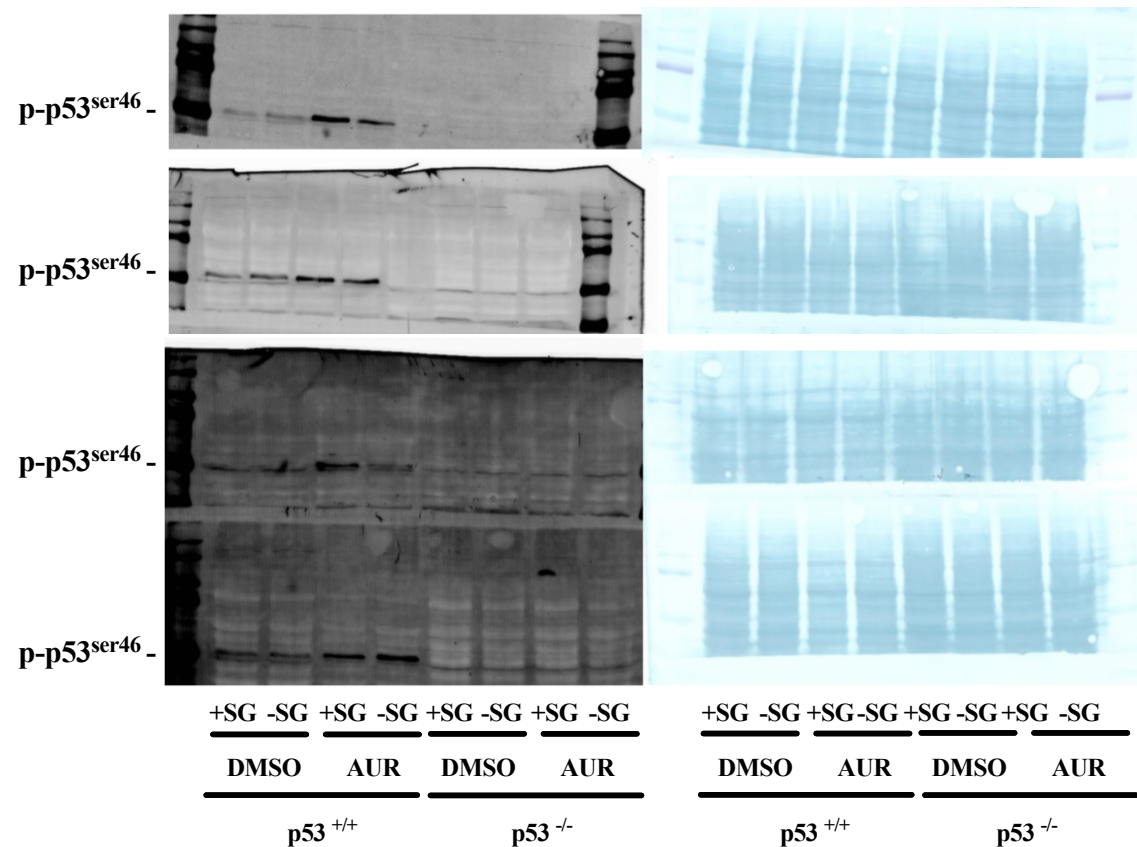 p-p53ser46 -
p-p53ser46 -
p-p53ser46 -
p-p53ser46 -
+SG -SG +SG -SG +SG -SG +SG -SG +SG -SG +SG -SG +SG -SG +SG -SG
DMSO AUR DMSO AUR DMSO AUR DMSO AUR
p53 +/+ p53 -/- p53 +/+ p53 -/-